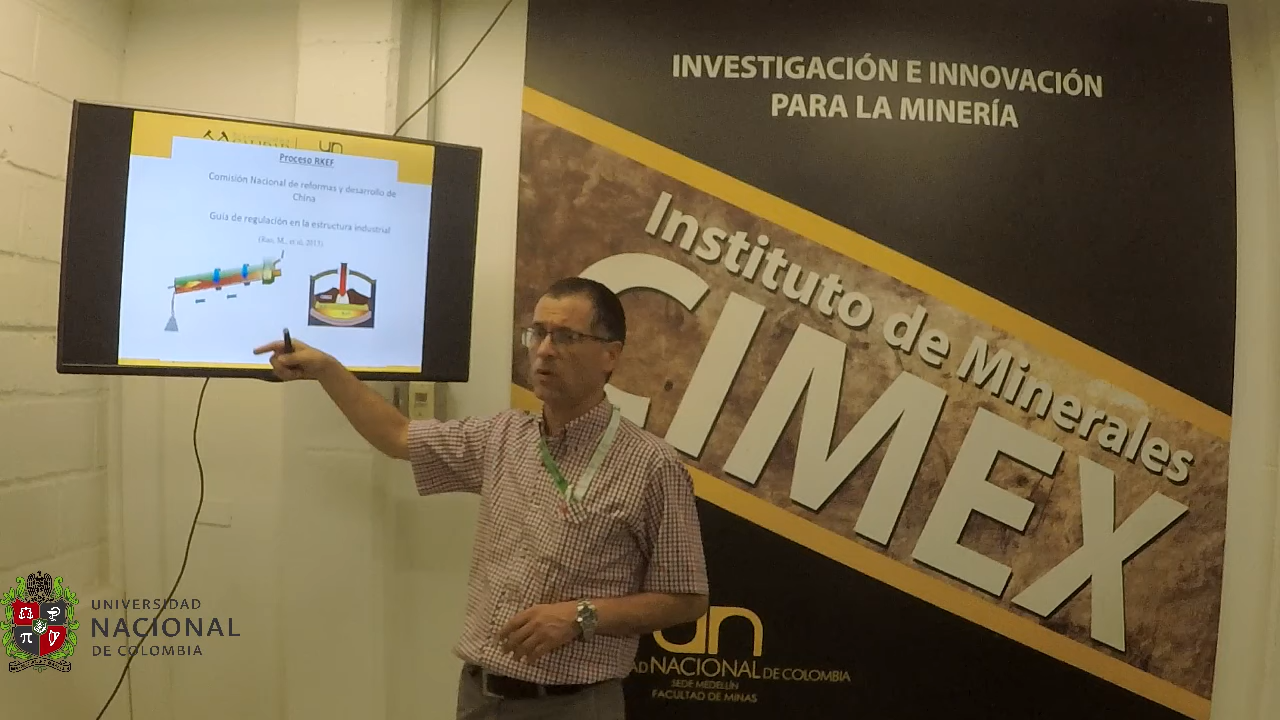 Proceso RKEF
Comisión Nacional de reformas y desarrollo de
China
Guía de regulación en la estructura industrial
INVESTIGACIÓN E INNOVACIÓN
PARA LA MINERÍA
Instituto de Minerales
CIMEX
un
NACIONAL DE COLOMBIA
SEDE MEDELLÍN
FACULTAD DE MINAS
UNIVERSIDAD
NACIONAL
DE COLOMBIA